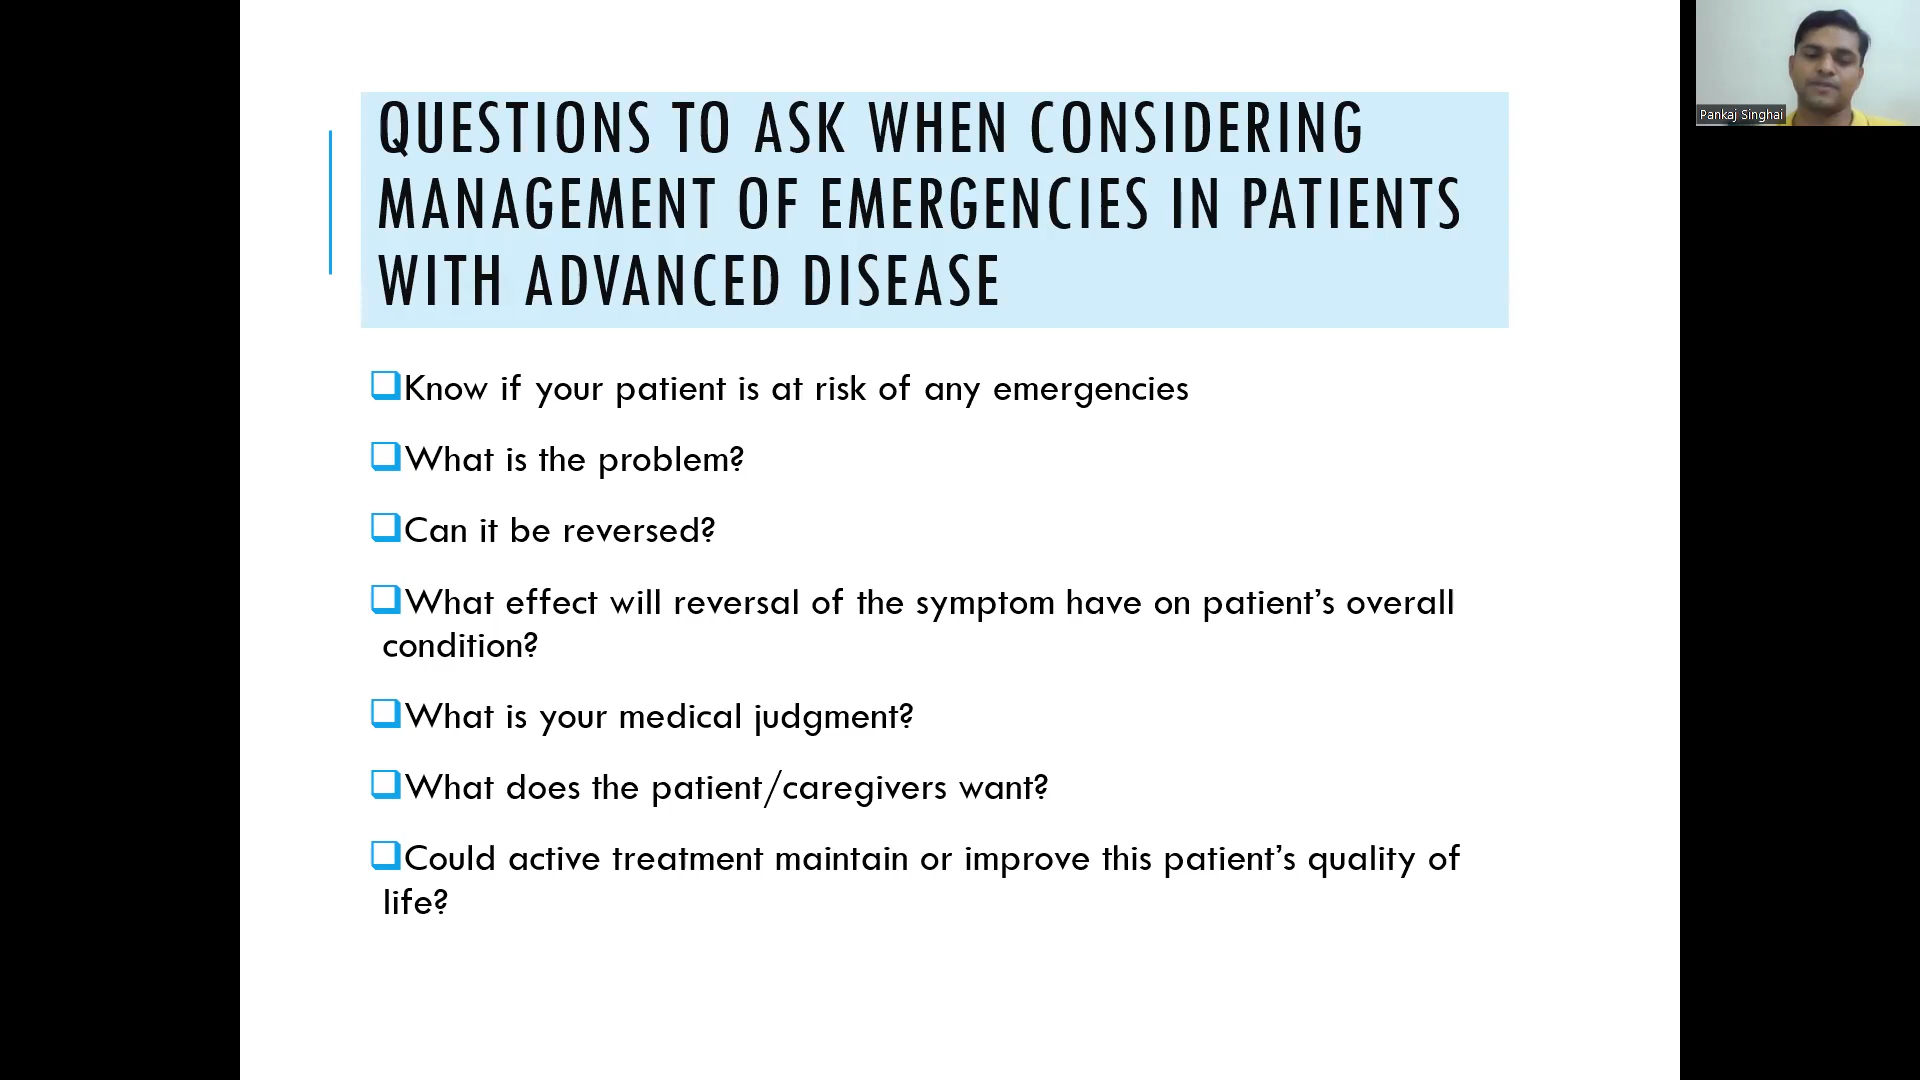 QUESTIONS TO ASK WHEN CONSIDERING
MANAGEMENT OF EMERGENCIES IN PATIENTS
WITH ADVANCED DISEASE
Know if your patient is at risk of any emergencies
What is the problem?
Can it be reversed?
What effect will reversal of the symptom have on patient’s overall
condition?
What is your medical judgment?
What does the patient/caregivers want?
Could active treatment maintain or improve this patient’s quality of
life?
Pankaj Singhai